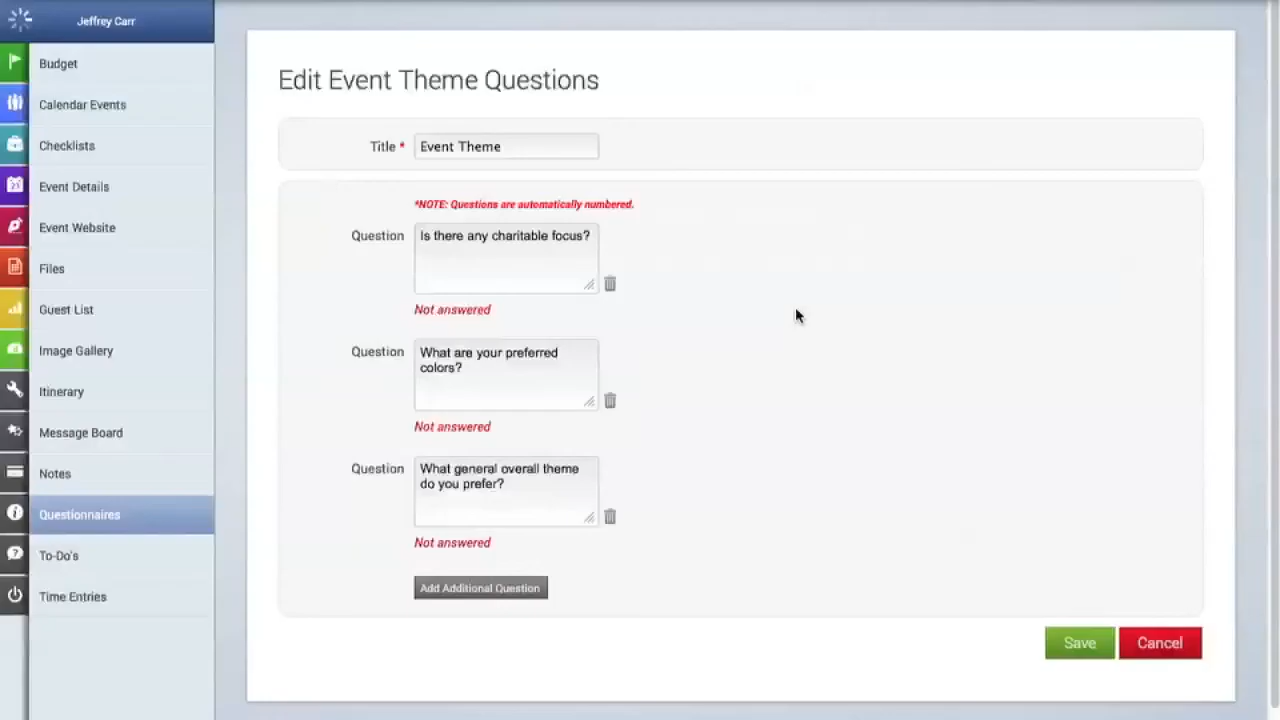 Jeffrey Carr
Budget
Calendar Events
Checklists
Event Details
Event Website
Files
Guest List
Image Gallery
Itinerary
Message Board
Notes
Questionnaires
To-Do's
Time Entries
Edit Event Theme Questions
Title * Event Theme
*NOTE: Questions are automatically numbered.
Question Is there any charitable focus?
Not answered
Question What are your preferred
colors?
Not answered
Question What general overall theme
do you prefer?
Not answered
Add Additional Question
Save Cancel